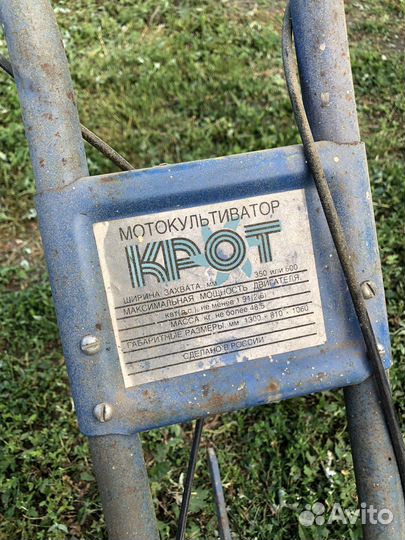 МОТОКУЛЬТИВАТОР
КРОТ
ШИРИНА ЗАХВАТА, мм 350 или 600
МАКСИМАЛЬНАЯ МОЩНОСТЬ ДВИГАТЕЛЯ,
кВт(л.с.), не менее 1.91(2.6)
МАССА кг, не более 48.5
ГАБАРИТНЫЕ РАЗМЕРЫ, мм 1300 × 810 × 1060
СДЕЛАНО В РОССИИ
Avito